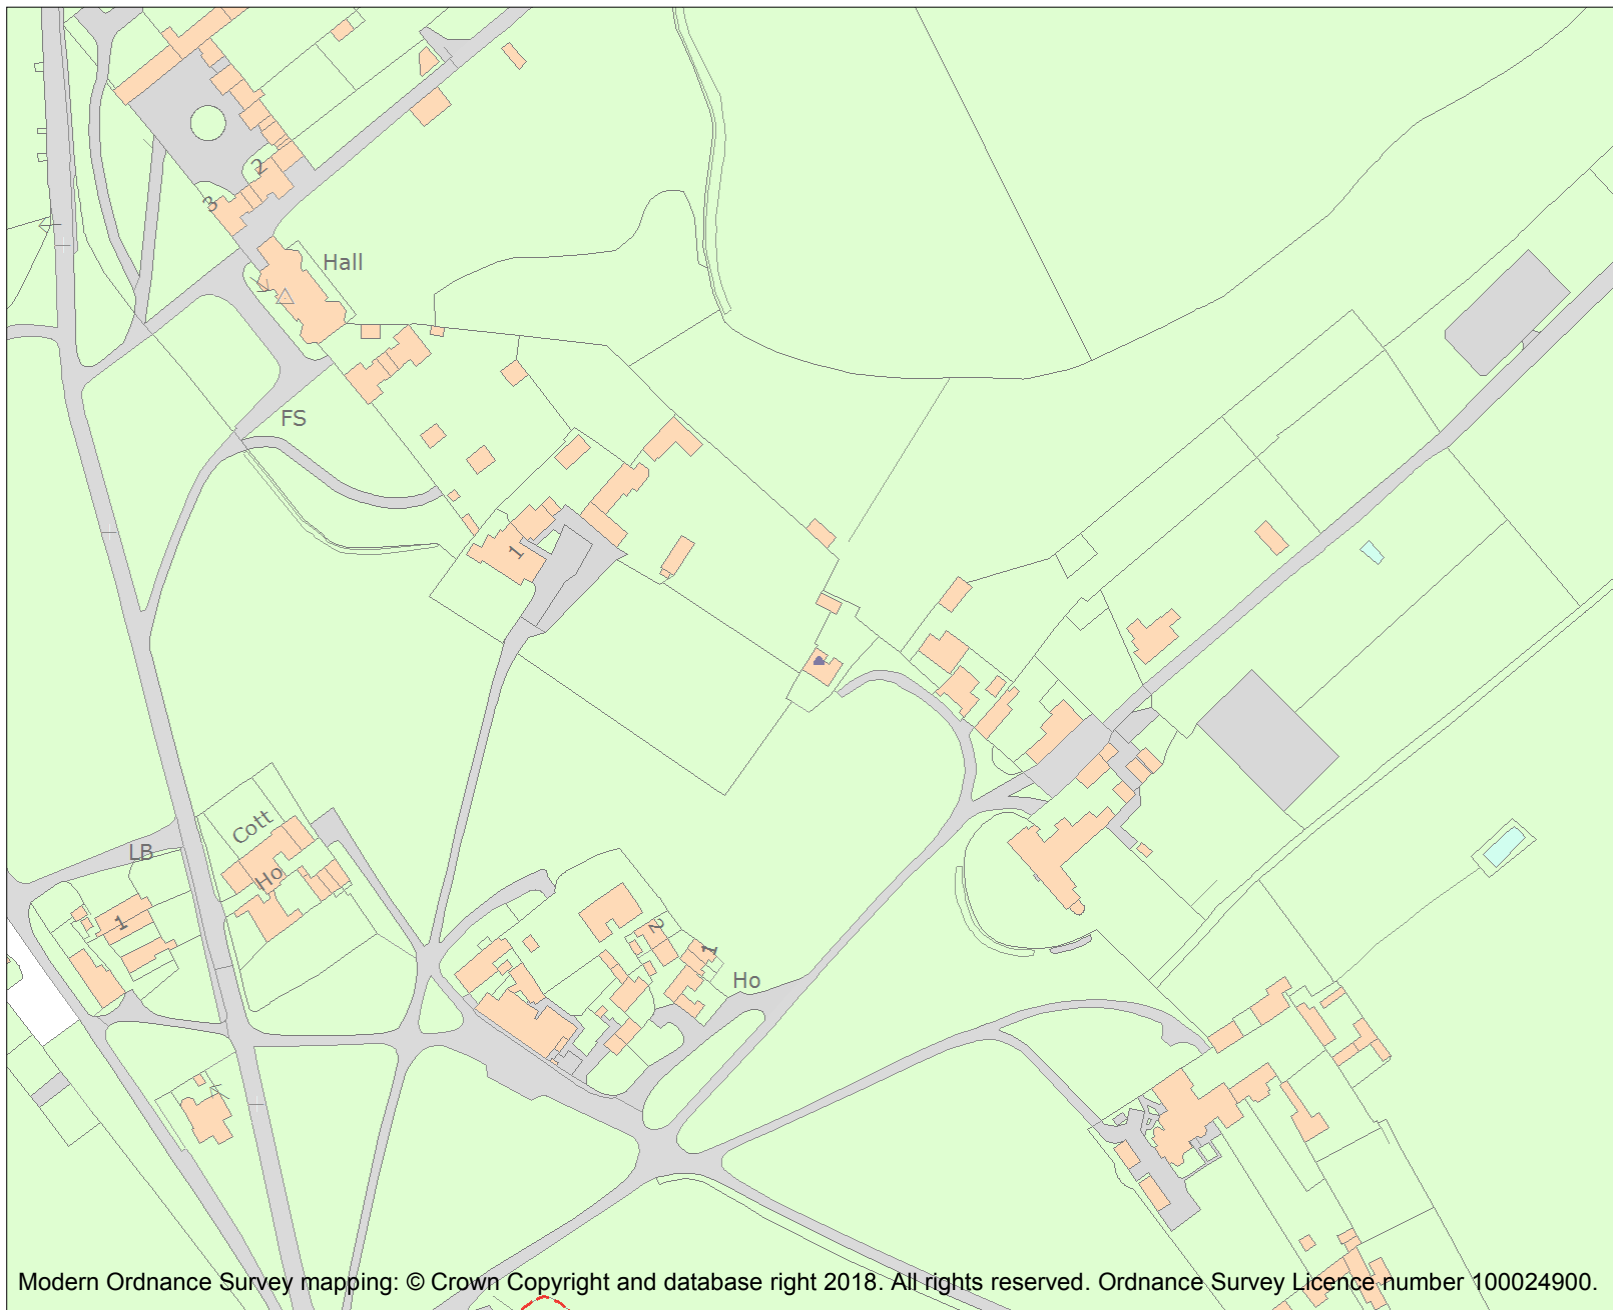 2
3
Hall
FS
1
Cott
LB
Ho
1
2
1
Ho
Modern Ordnance Survey mapping: © Crown Copyright and database right 2018. All rights reserved. Ordnance Survey Licence number 100024900.